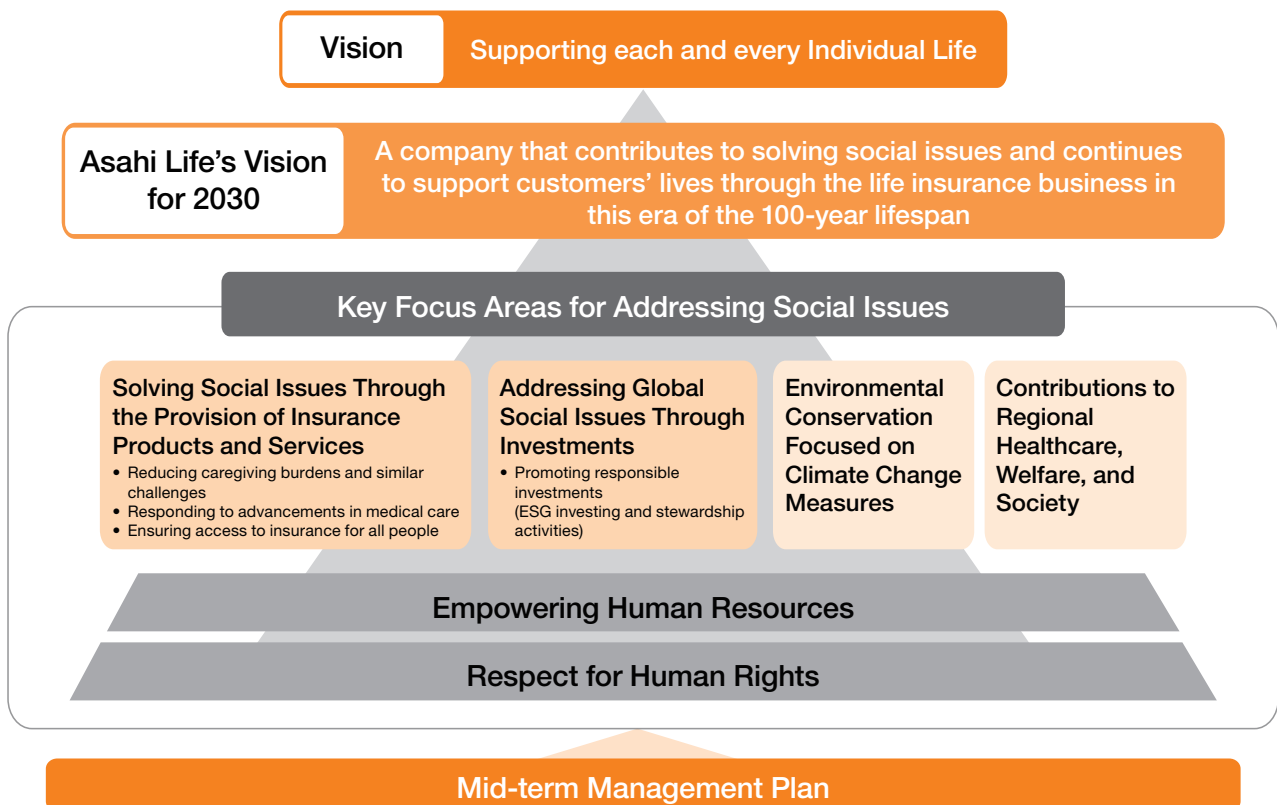 Vision
Supporting each and every Individual Life
Asahi Life's Vision
for 2030
A company that contributes to solving social issues and continues
to support customers' lives through the life insurance business in
this era of the 100-year lifespan
Key Focus Areas for Addressing Social Issues
Solving Social Issues Through
the Provision of Insurance
Products and Services
• Reducing caregiving burdens and similar
challenges
• Responding to advancements in medical care
• Ensuring access to insurance for all people
Addressing Global
Social Issues Through
Investments
• Promoting responsible
investments
(ESG investing and stewardship
activities)
Environmental
Conservation
Focused on
Climate Change
Measures
Contributions to
Regional
Healthcare,
Welfare, and
Society
Empowering Human Resources
Respect for Human Rights
Mid-term Management Plan